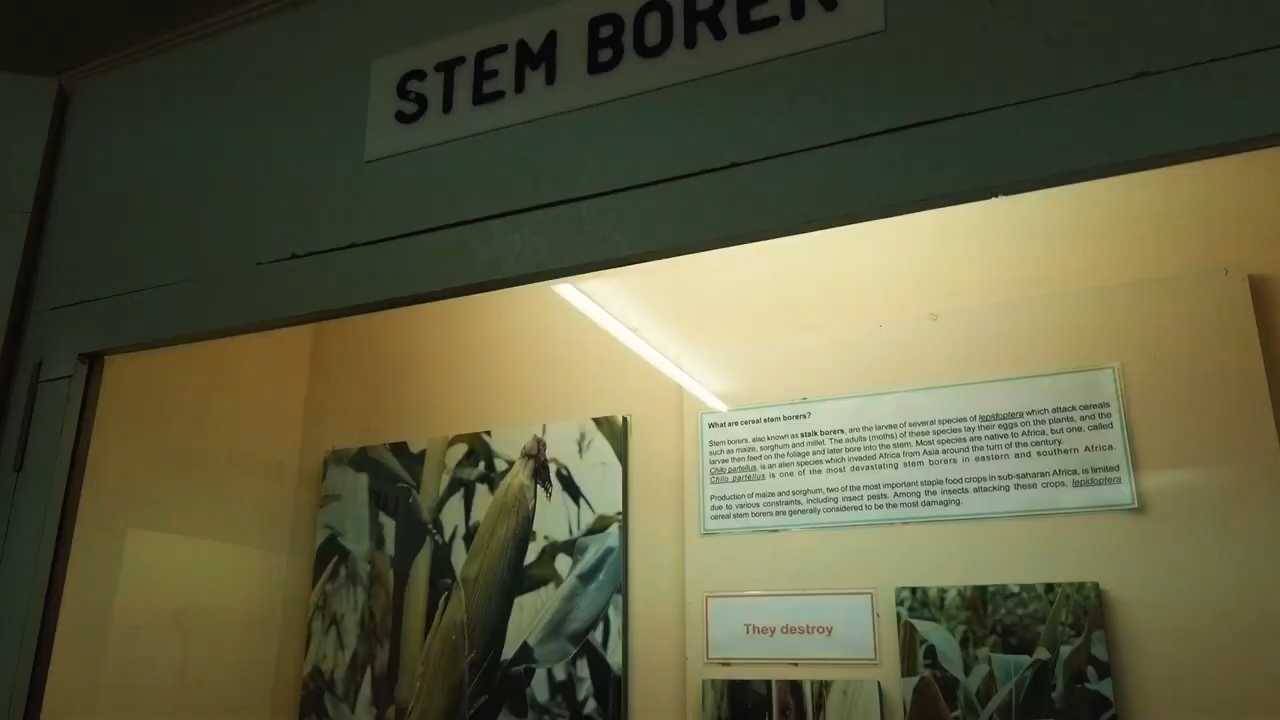 STEM BORER
What are cereal stem borers?
Stem borers, also known as stalk borers, are the larvae of several species of lepidoptera which attack cereals
such as maize, sorghum and millet. The adults (moths) of these species lay their eggs on the plants, and the
larvae then feed on the foliage and later bore into the stem. Most species are native to Africa, but one, called
Chilo partellus, is an alien species which invaded Africa from Asia around the turn of the century.
Chilo partellus is one of the most devastating stem borers in eastern and southern Africa.
Production of maize and sorghum, two of the most important staple food crops in sub-saharan Africa, is limited
due to various constraints, including insect pests. Among the insects attacking these crops, lepidoptera
cereal stem borers are generally considered to be the most damaging.
They destroy